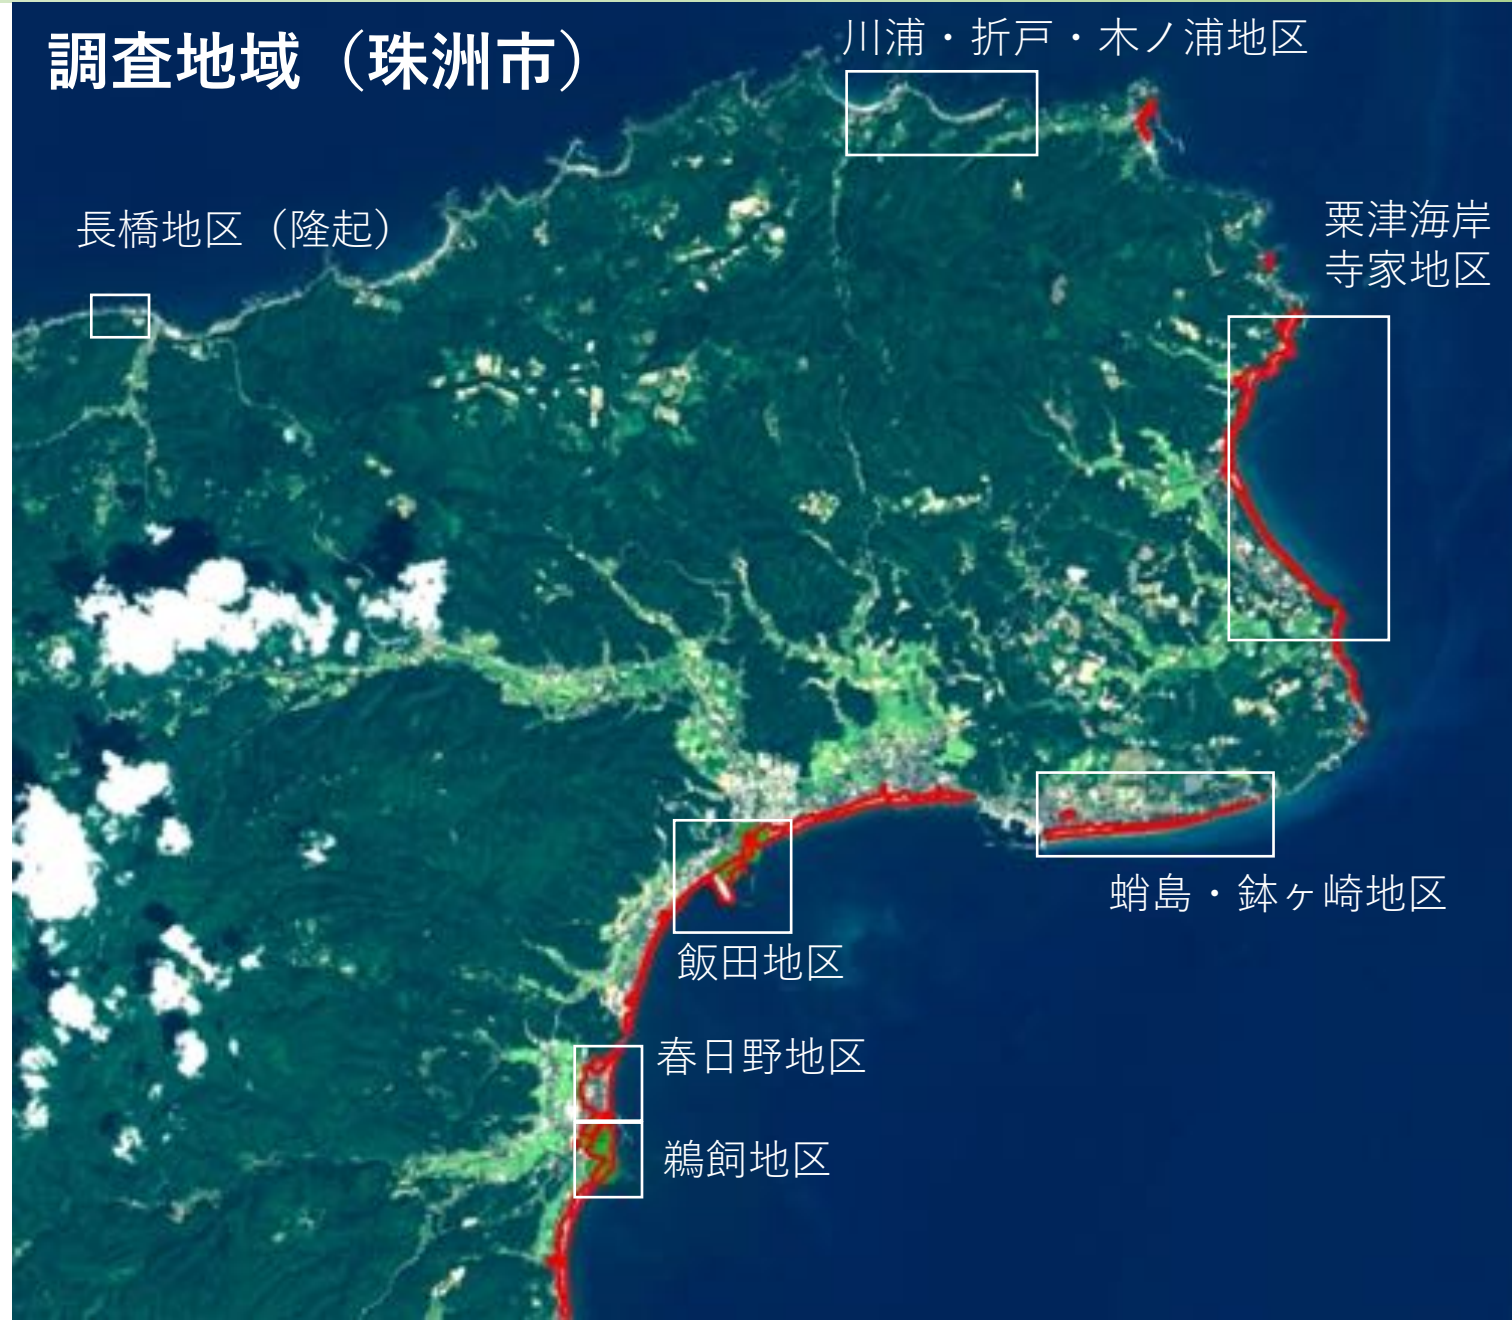 調査地域（珠洲市）
川浦・折戸・木ノ浦地区
長橋地区（隆起）
粟津海岸
寺家地区
蛸島・鉢ヶ崎地区
飯田地区
春日野地区
鵜飼地区